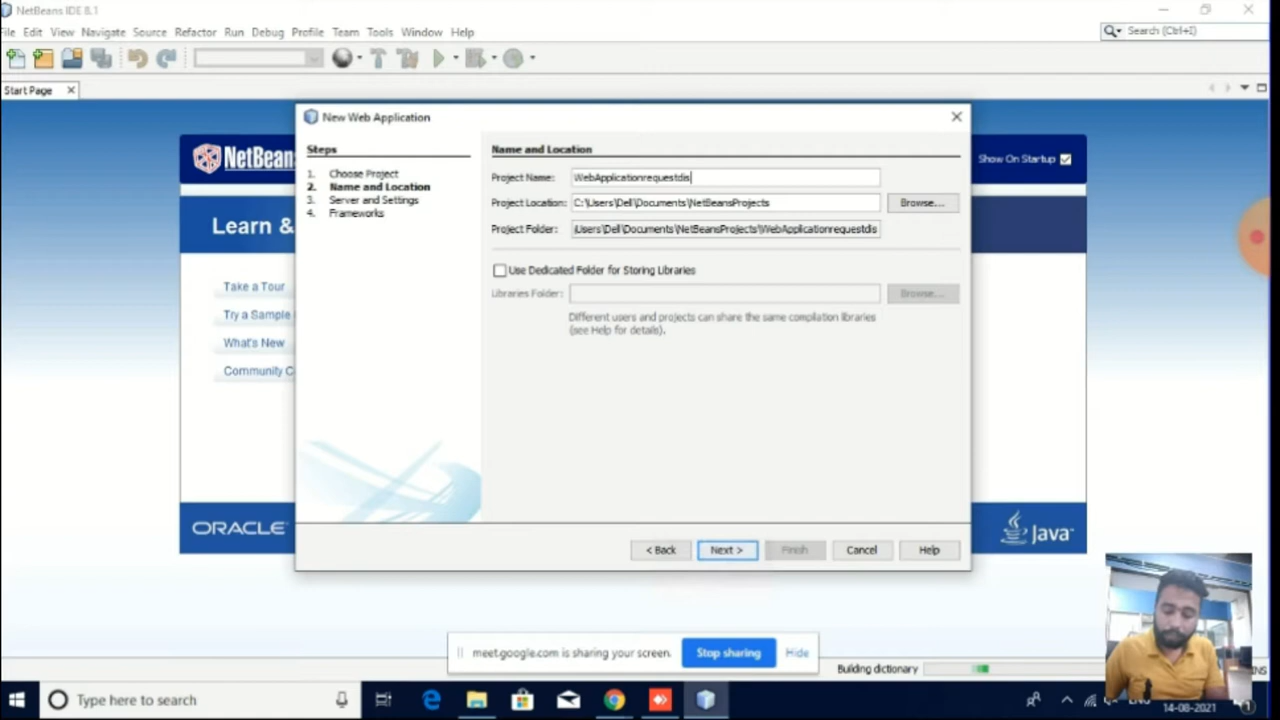 NetBeans IDE 8.1
File Edit View Navigate Source Refactor Run Debug Profile Team Tools Window Help
Search (Ctrl+I)
Start Page
New Web Application
NetBeans
Show On Startup
Steps
1. Choose Project
2. Name and Location
3. Server and Settings
4. Frameworks
Name and Location
Project Name: WebApplicationrequestdis
Project Location: C:\Users\Dell\Documents\NetBeansProjects
Browse...
Project Folder: \Users\Dell\Documents\NetBeansProjects\WebApplicationrequestdis
Use Dedicated Folder for Storing Libraries
Libraries Folder:
Browse...
Different users and projects can share the same compilation libraries
(see Help for details).
Learn &
Take a Tour
Try a Sample
What's New
Community C
ORACLE
Java
< Back
Next >
Finish
Cancel
Help
meet.google.com is sharing your screen.
Stop sharing
Hide
Building dictionary
INS
Type here to search
ENG
14-08-2021
1